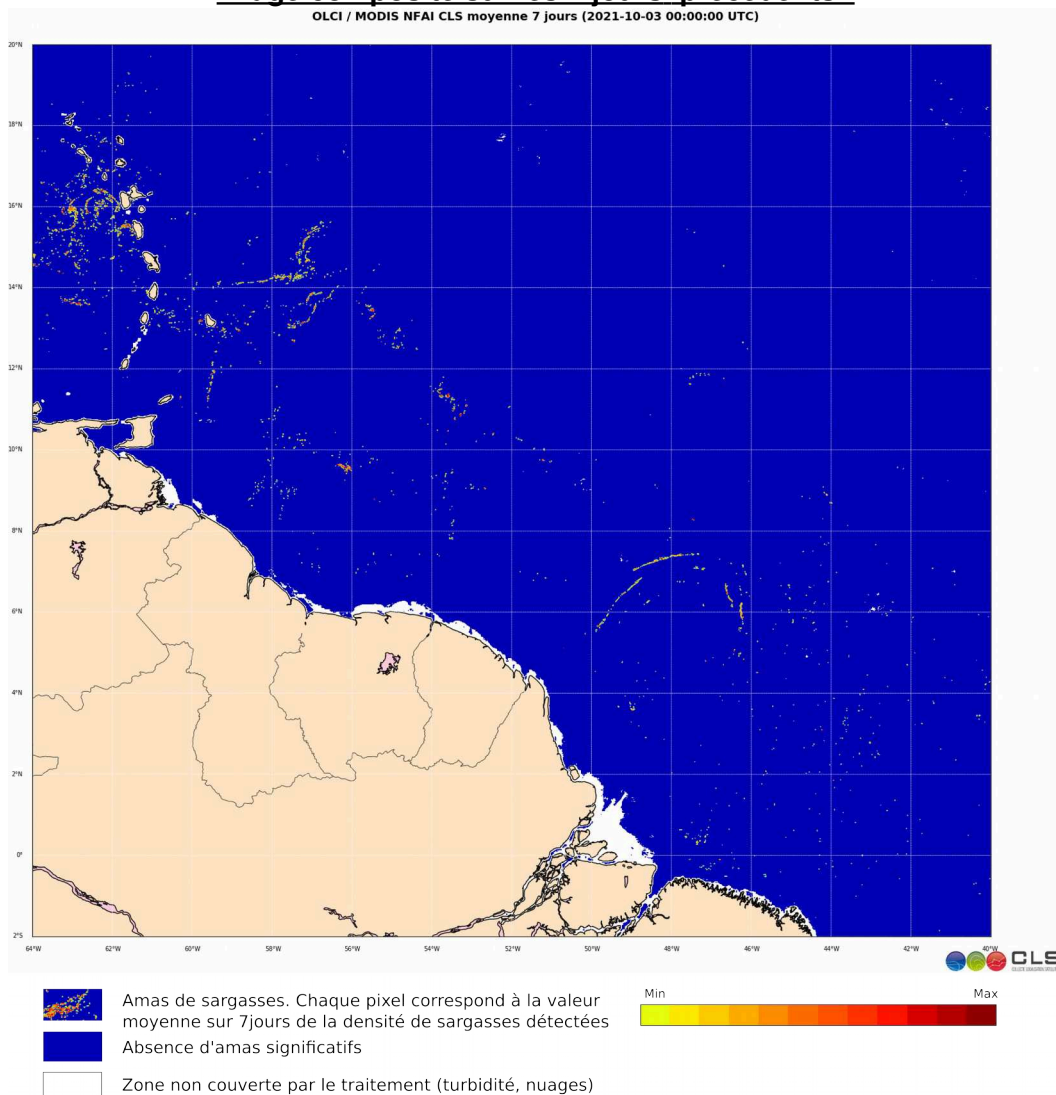 OLCI / MODIS NFAI CLS moyenne 7 jours (2021-10-03 00:00:00 UTC)
20°N
18°N
16°N
14°N
12°N
10°N
8°N
6°N
4°N
2°N
0°
2°S
64°W 62°W 60°W 58°W 56°W 54°W 52°W 50°W 48°W 46°W 44°W 42°W 40°W
CLS
Amas de sargasses. Chaque pixel correspond à la valeur
moyenne sur 7jours de la densité de sargasses détectées
Min Max
Absence d'amas significatifs
Zone non couverte par le traitement (turbidité, nuages)